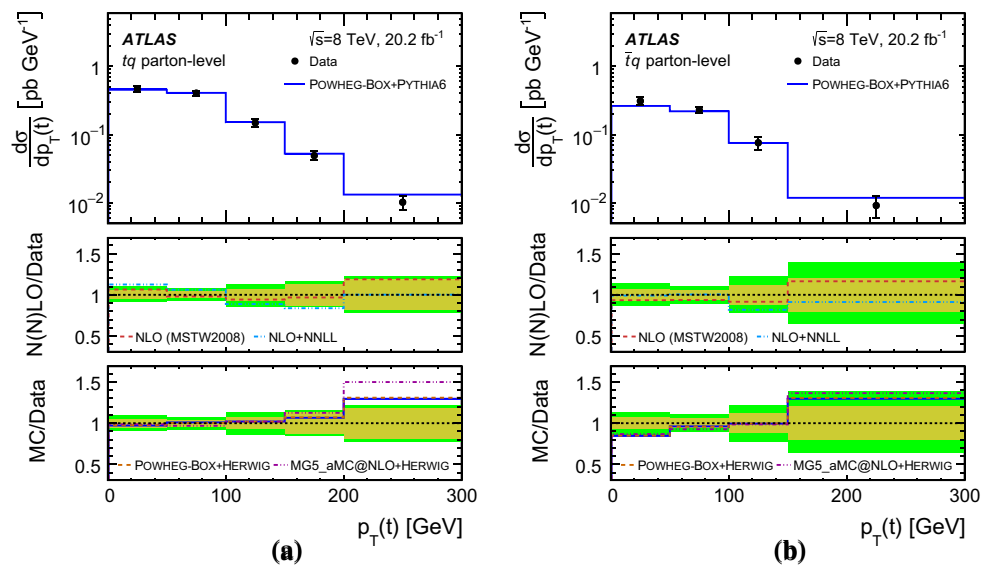 dσ/dp_T(t) [pb GeV⁻¹]
1
10⁻¹
10⁻²
ATLAS
tq parton-level
√s=8 TeV, 20.2 fb⁻¹
Data
POWHEG-BOX+PYTHIA6
N(N)LO/Data
1.5
1.0
0.5
NLO (MSTW2008)
NLO+NNLL
MC/Data
1.5
1.0
0.5
POWHEG-BOX+HERWIG
MG5_aMC@NLO+HERWIG
0 100 200 300
p_T(t) [GeV]
(a)
dσ/dp_T(t) [pb GeV⁻¹]
1
10⁻¹
10⁻²
ATLAS
t̄q parton-level
√s=8 TeV, 20.2 fb⁻¹
Data
POWHEG-BOX+PYTHIA6
N(N)LO/Data
1.5
1.0
0.5
NLO (MSTW2008)
NLO+NNLL
MC/Data
1.5
1.0
0.5
POWHEG-BOX+HERWIG
MG5_aMC@NLO+HERWIG
0 100 200 300
p_T(t) [GeV]
(b)